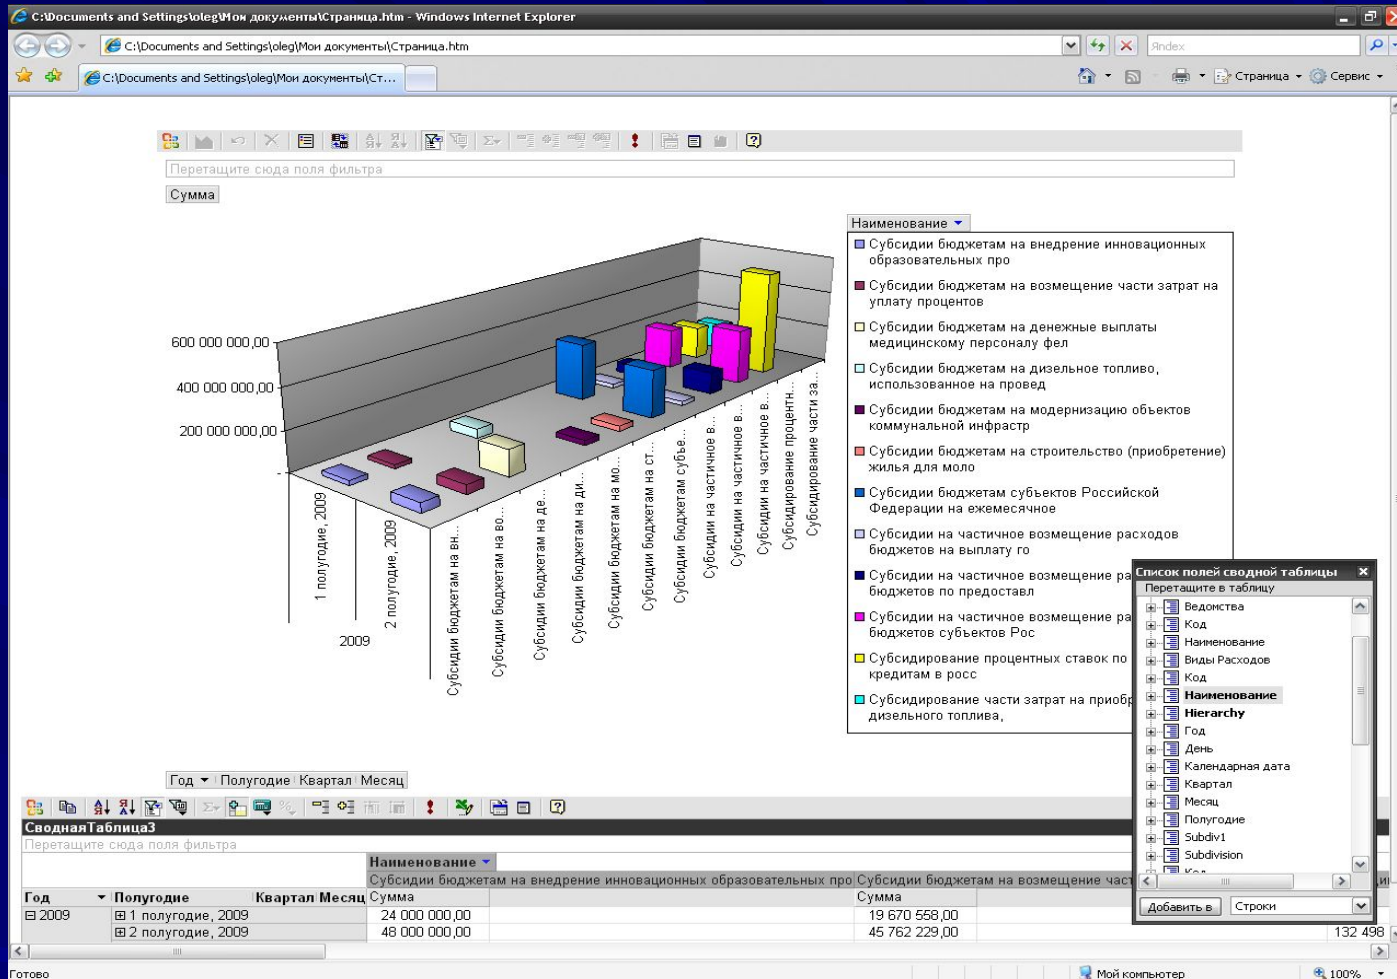 C:\Documents and Settings\oleg\Мои документы\Страница.htm - Windows Internet Explorer
C:\Documents and Settings\oleg\Мои документы\Страница.htm
Яndex
C:\Documents and Settings\oleg\Мои документы\Ст...
Страница
Сервис
Перетащите сюда поля фильтра
Сумма
Наименование
Субсидии бюджетам на внедрение инновационных
образовательных про
Субсидии бюджетам на возмещение части затрат на
уплату процентов
Субсидии бюджетам на денежные выплаты
медицинскому персоналу фел
Субсидии бюджетам на дизельное топливо,
использованное на провед
Субсидии бюджетам на модернизацию объектов
коммунальной инфрастр
Субсидии бюджетам на строительство (приобретение)
жилья для моло
Субсидии бюджетам субъектов Российской
Федерации на ежемесячное
Субсидии на частичное возмещение расходов
бюджетов на выплату го
Субсидии на частичное возмещение ра
бюджетов по предоставл
Субсидии на частичное возмещение ра
бюджетов субъектов Рос
Субсидирование процентных ставок по
кредитам в росс
Субсидирование части затрат на приобр
дизельного топлива,
600 000 000,00
400 000 000,00
200 000 000,00
-
1 полугодие, 2009
2 полугодие, 2009
2009
Субсидии бюджетам на вн...
Субсидии бюджетам на во...
Субсидии бюджетам на де...
Субсидии бюджетам на ди...
Субсидии бюджетам на мо...
Субсидии бюджетам на ст...
Субсидии бюджетам субъе...
Субсидии на частичное в...
Субсидии на частичное в...
Субсидии на частичное в...
Субсидирование процентн...
Субсидирование части за...
Список полей сводной таблицы
Перетащите в таблицу
Ведомства
Код
Наименование
Виды Расходов
Код
Наименование
Hierarchy
Год
День
Календарная дата
Квартал
Месяц
Полугодие
Subdiv1
Subdivision
Добавить в
Строки
Год Полугодие Квартал Месяц
СводнаяТаблица3
Перетащите сюда поля фильтра
Наименование
Субсидии бюджетам на внедрение инновационных образовательных про Субсидии бюджетам на возмещение част
Год Полугодие Квартал Месяц Сумма Сумма
2009 1 полугодие, 2009 24 000 000,00 19 670 558,00
2 полугодие, 2009 48 000 000,00 45 762 229,00 132 498
Готово
Мой компьютер
100%